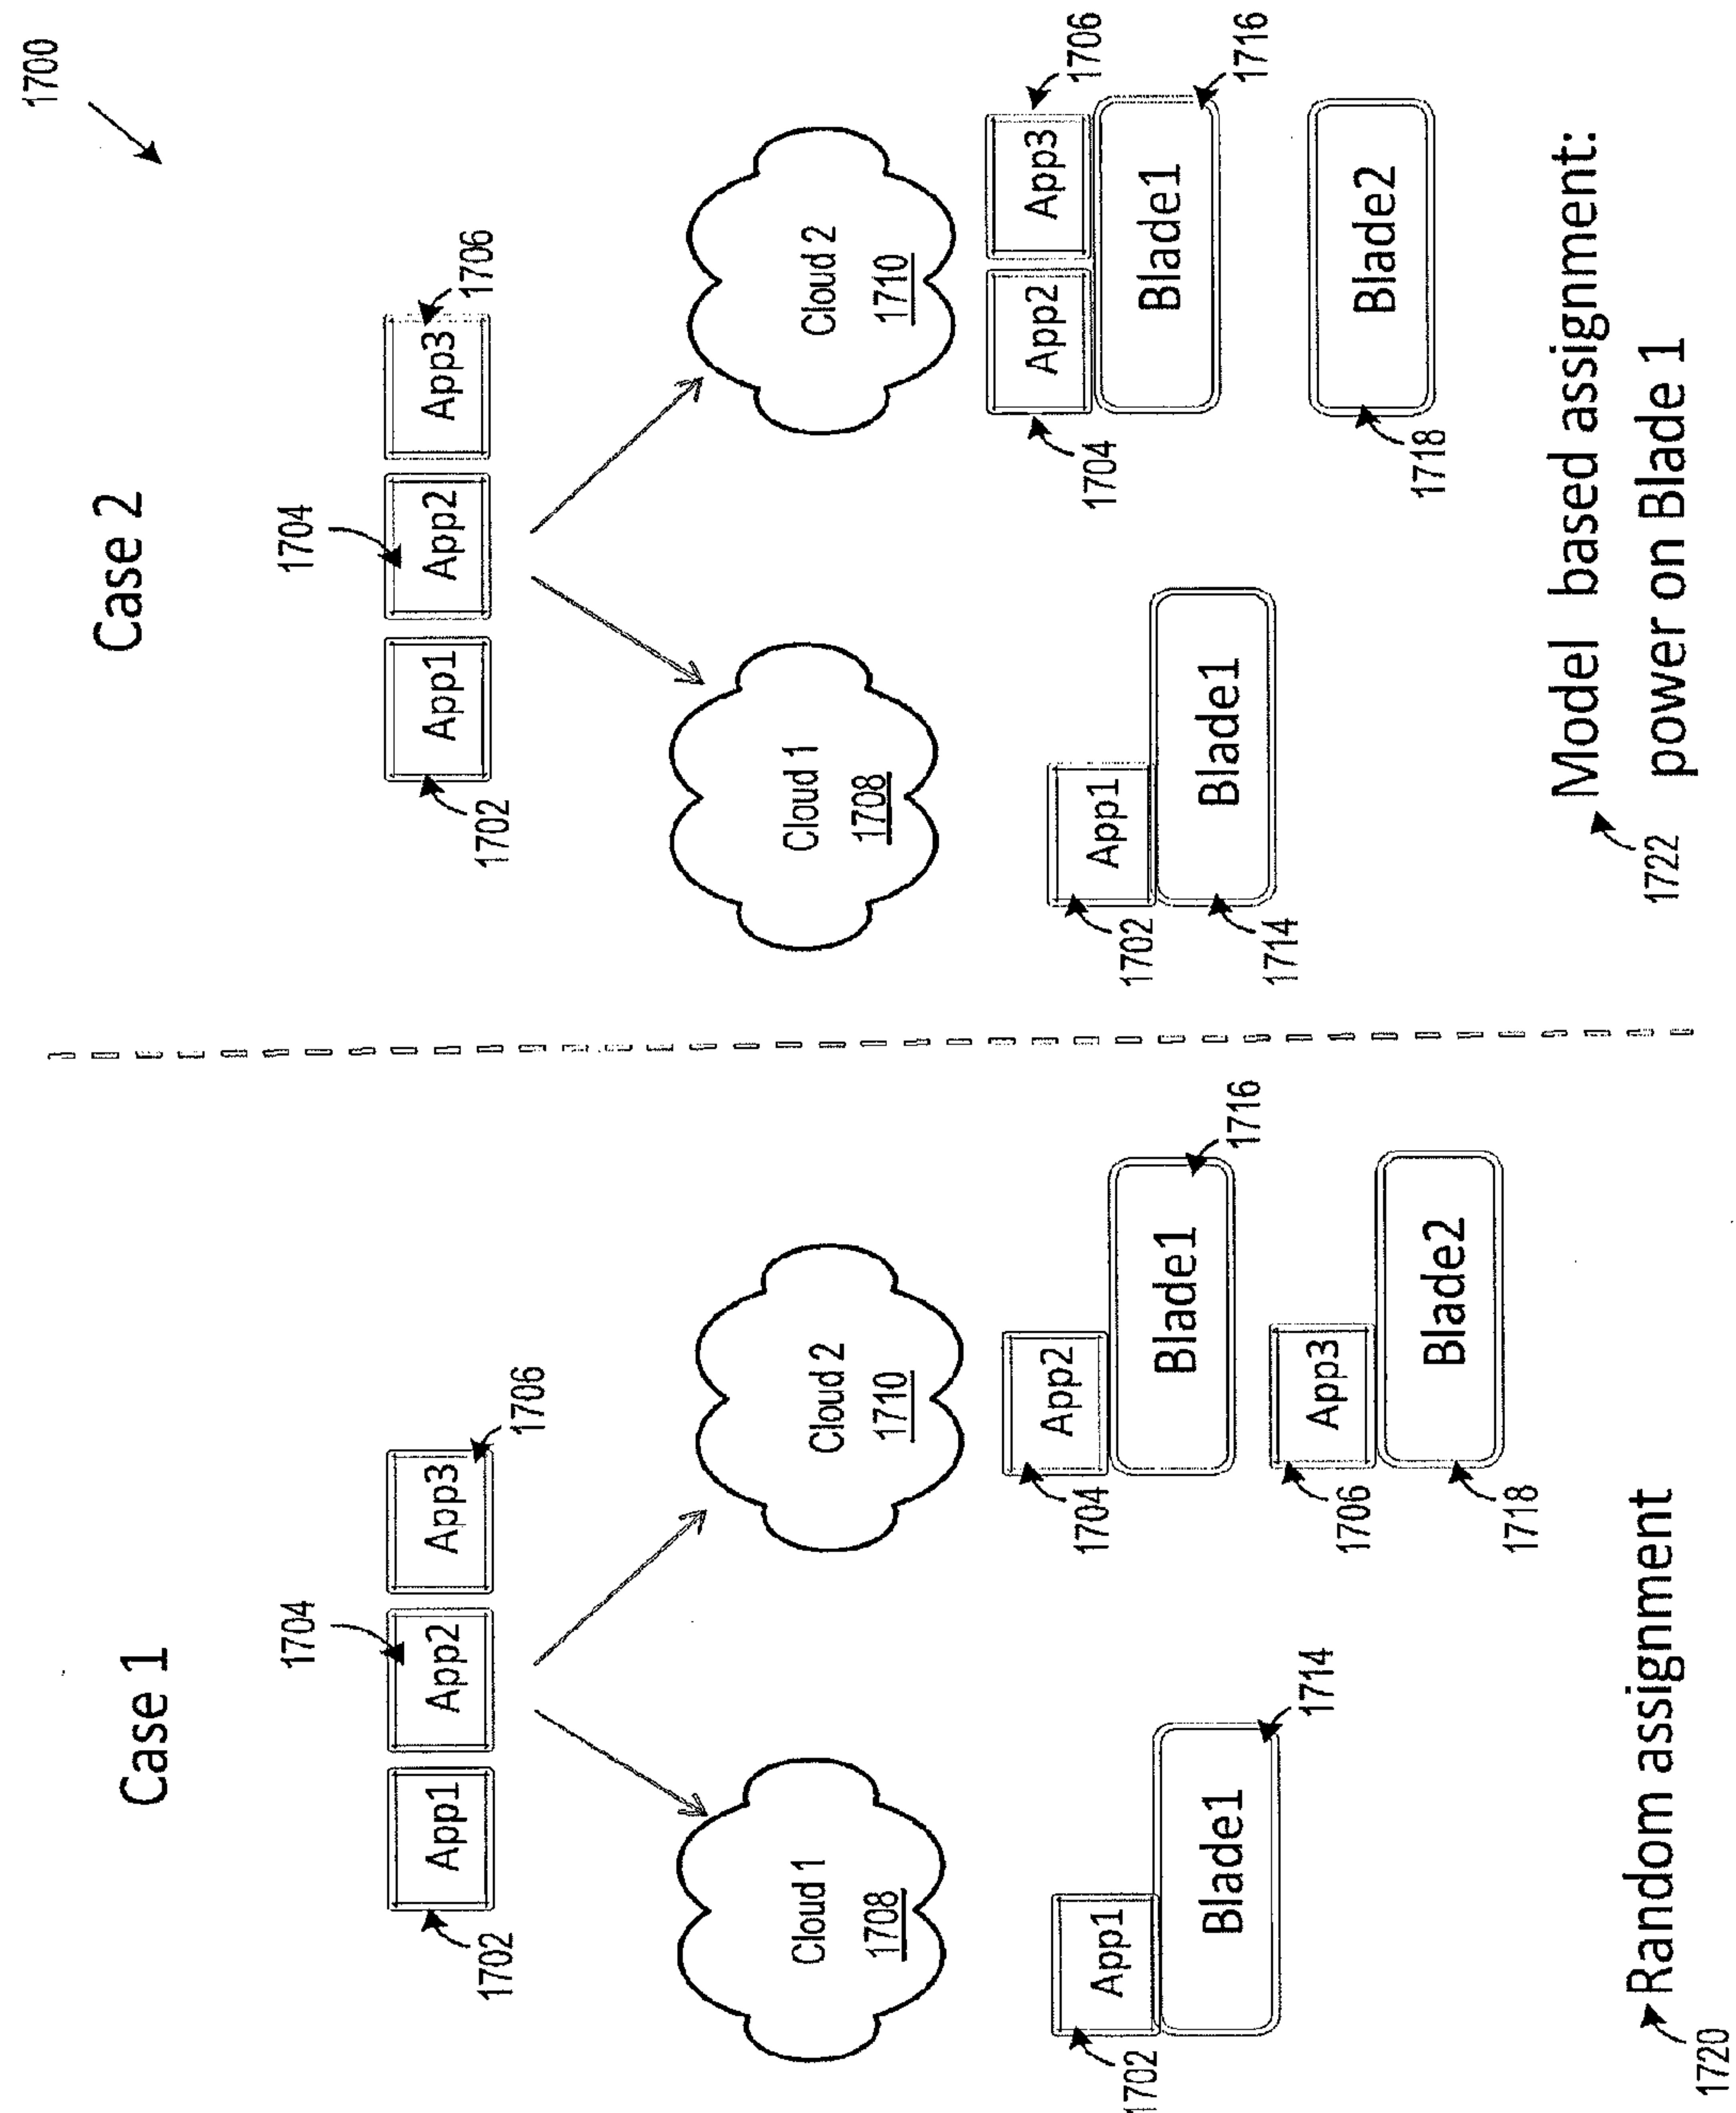 1700
Case 1
1704
1702
App1
App2
App3
1706
Cloud 1
1708
Cloud 2
1710
1702
App1
Blade1
1714
1704
App2
Blade1
1716
1706
App3
Blade2
1718
1720
Random assignment
Case 2
1704
1702
App1
App2
App3
1706
Cloud 1
1708
Cloud 2
1710
1702
App1
Blade1
1714
1704
App2
App3
1706
Blade1
1716
Blade2
1718
1722
Model based assignment:
power on Blade 1